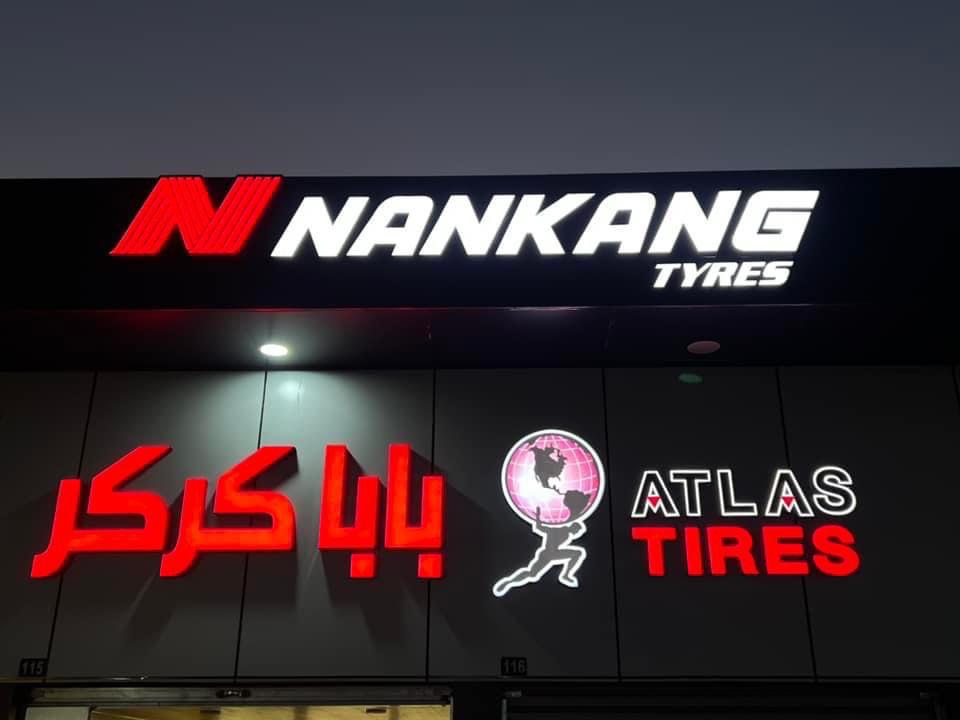 NANKANG
TYRES
بابا كركر
ATLAS
TIRES
115
116